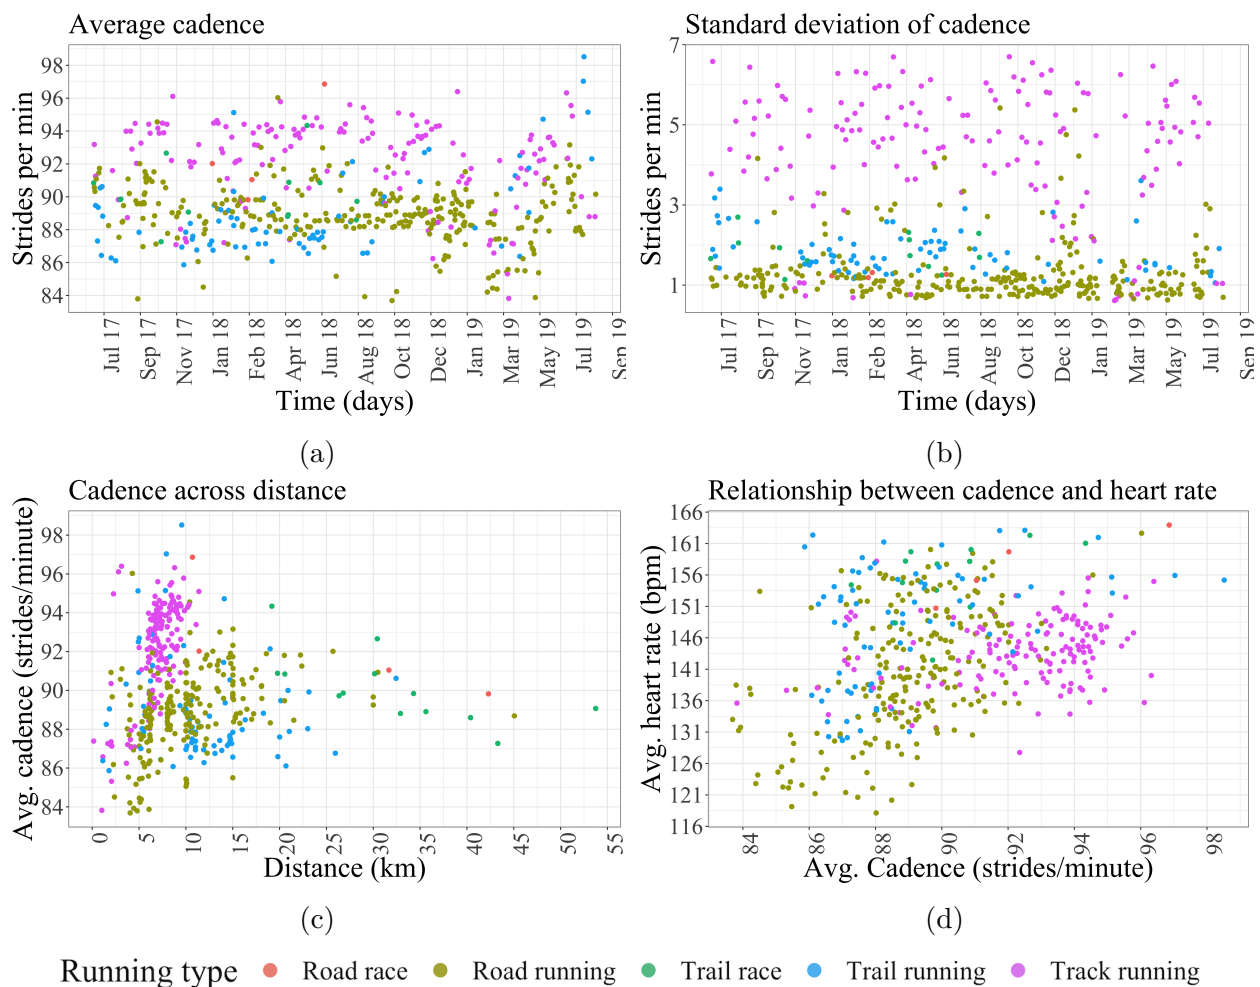 Average cadence
Strides per min
98
96
94
92
90
88
86
84
Jul 17
Sep 17
Nov 17
Jan 18
Feb 18
Apr 18
Jun 18
Aug 18
Oct 18
Dec 18
Jan 19
Mar 19
May 19
Jul 19
Sep 19
Time (days)
(a)
Standard deviation of cadence
Strides per min
7
5
3
1
Jul 17
Sep 17
Nov 17
Jan 18
Feb 18
Apr 18
Jun 18
Aug 18
Oct 18
Dec 18
Jan 19
Mar 19
May 19
Jul 19
Sep 19
Time (days)
(b)
Cadence across distance
Avg. cadence (strides/minute)
98
96
94
92
90
88
86
84
0
5
10
15
20
25
30
35
40
45
50
55
Distance (km)
(c)
Relationship between cadence and heart rate
Avg. heart rate (bpm)
166
161
156
151
146
141
136
131
126
121
116
84
86
88
90
92
94
96
98
Avg. Cadence (strides/minute)
(d)
Running type
Road race
Road running
Trail race
Trail running
Track running